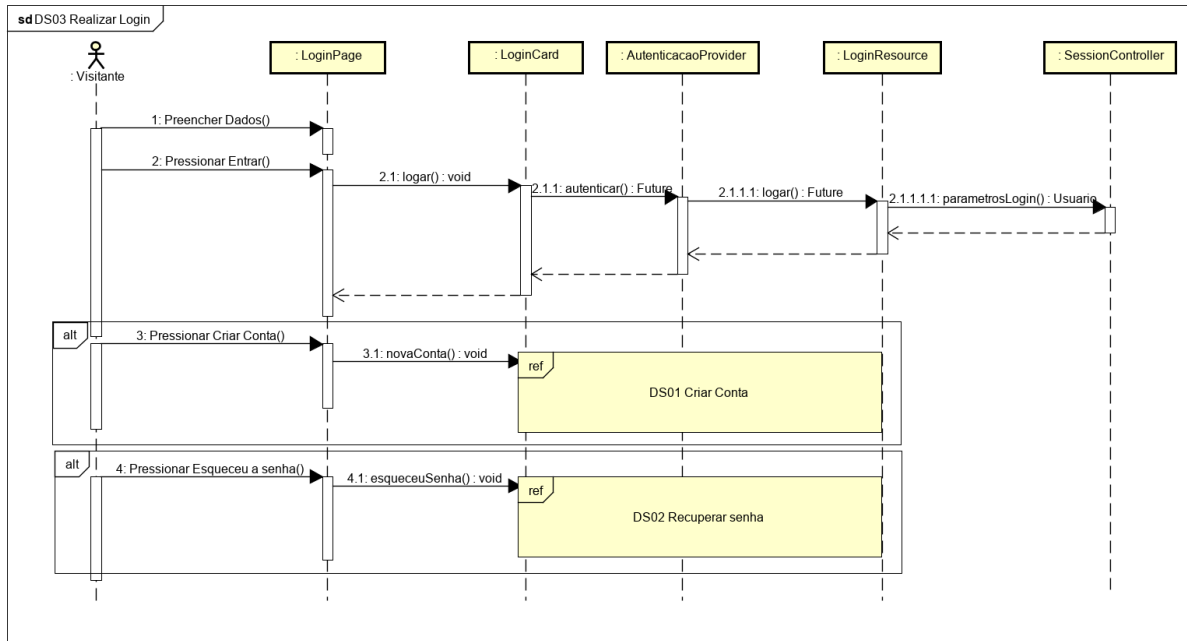 sd DS03 Realizar Login
: Visitante
: LoginPage
: LoginCard
: AutenticacaoProvider
: LoginResource
: SessionController
1: Preencher Dados()
2: Pressionar Entrar()
2.1: logar() : void
2.1.1: autenticar() : Future
2.1.1.1: logar() : Future
2.1.1.1.1: parametrosLogin() : Usuario
alt
3: Pressionar Criar Conta()
3.1: novaConta() : void
ref
DS01 Criar Conta
alt
4: Pressionar Esqueceu a senha()
4.1: esqueceuSenha() : void
ref
DS02 Recuperar senha